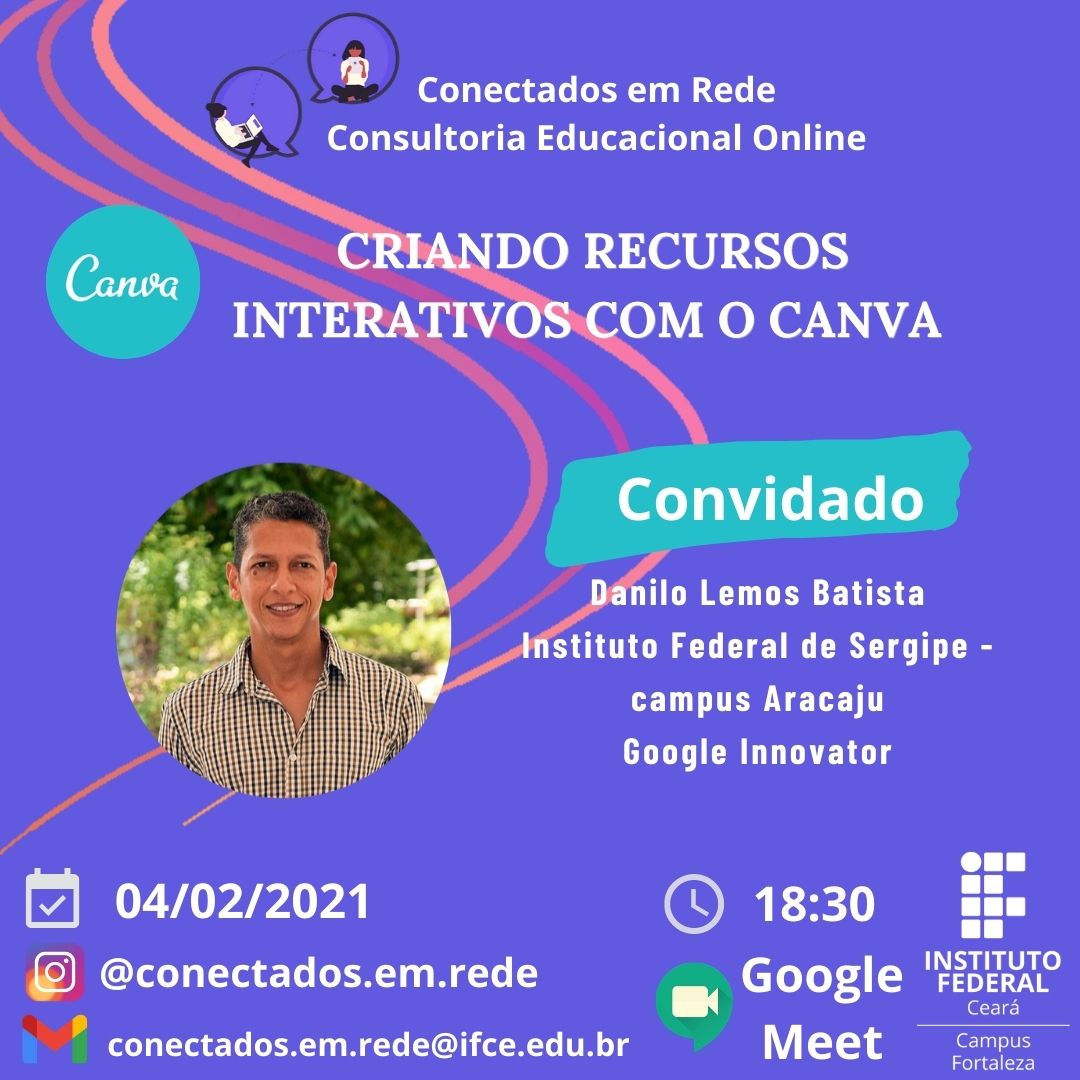 Conectados em Rede
Consultoria Educacional Online
Canva
CRIANDO RECURSOS
INTERATIVOS COM O CANVA
Convidado
Danilo Lemos Batista
Instituto Federal de Sergipe -
campus Aracaju
Google Innovator
04/02/2021
18:30
@conectados.em.rede
Google
Meet
conectados.em.rede@ifce.edu.br
INSTITUTO
FEDERAL
Ceará
Campus
Fortaleza